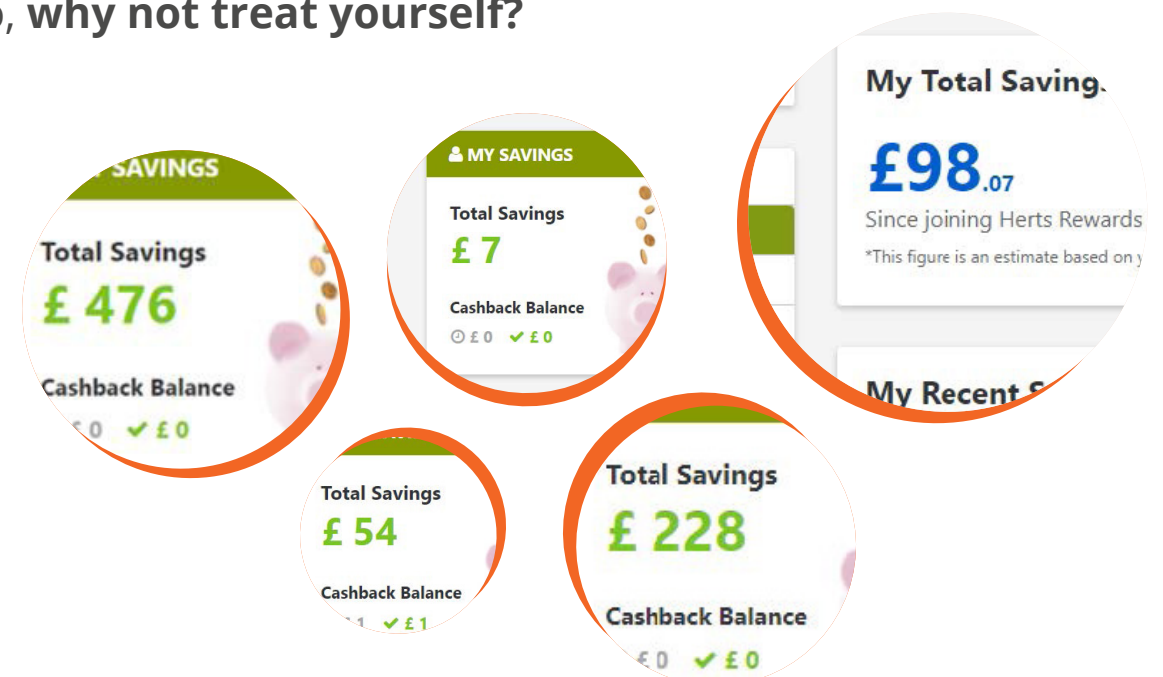 , why not treat yourself?
SAVINGS
Total Savings
£ 476
Cashback Balance
£ 0 £ 0
MY SAVINGS
Total Savings
£ 7
Cashback Balance
£ 0 £ 0
My Total Saving
£98.07
Since joining Herts Rewards
*This figure is an estimate based on
My Recent
Total Savings
£ 54
Cashback Balance
1 £ 1
Total Savings
£ 228
Cashback Balance
£ 0 £ 0